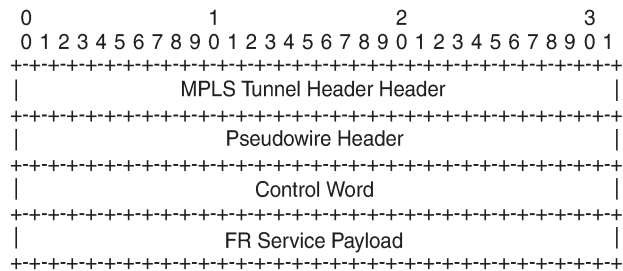 0 1 2 3
0 1 2 3 4 5 6 7 8 9 0 1 2 3 4 5 6 7 8 9 0 1 2 3 4 5 6 7 8 9 0 1
+-+-+-+-+-+-+-+-+-+-+-+-+-+-+-+-+-+-+-+-+-+-+-+-+-+-+-+-+-+-+-+-+
| MPLS Tunnel Header Header |
+-+-+-+-+-+-+-+-+-+-+-+-+-+-+-+-+-+-+-+-+-+-+-+-+-+-+-+-+-+-+-+-+
| Pseudowire Header |
+-+-+-+-+-+-+-+-+-+-+-+-+-+-+-+-+-+-+-+-+-+-+-+-+-+-+-+-+-+-+-+-+
| Control Word |
+-+-+-+-+-+-+-+-+-+-+-+-+-+-+-+-+-+-+-+-+-+-+-+-+-+-+-+-+-+-+-+-+
| FR Service Payload |
+-+-+-+-+-+-+-+-+-+-+-+-+-+-+-+-+-+-+-+-+-+-+-+-+-+-+-+-+-+-+-+-+